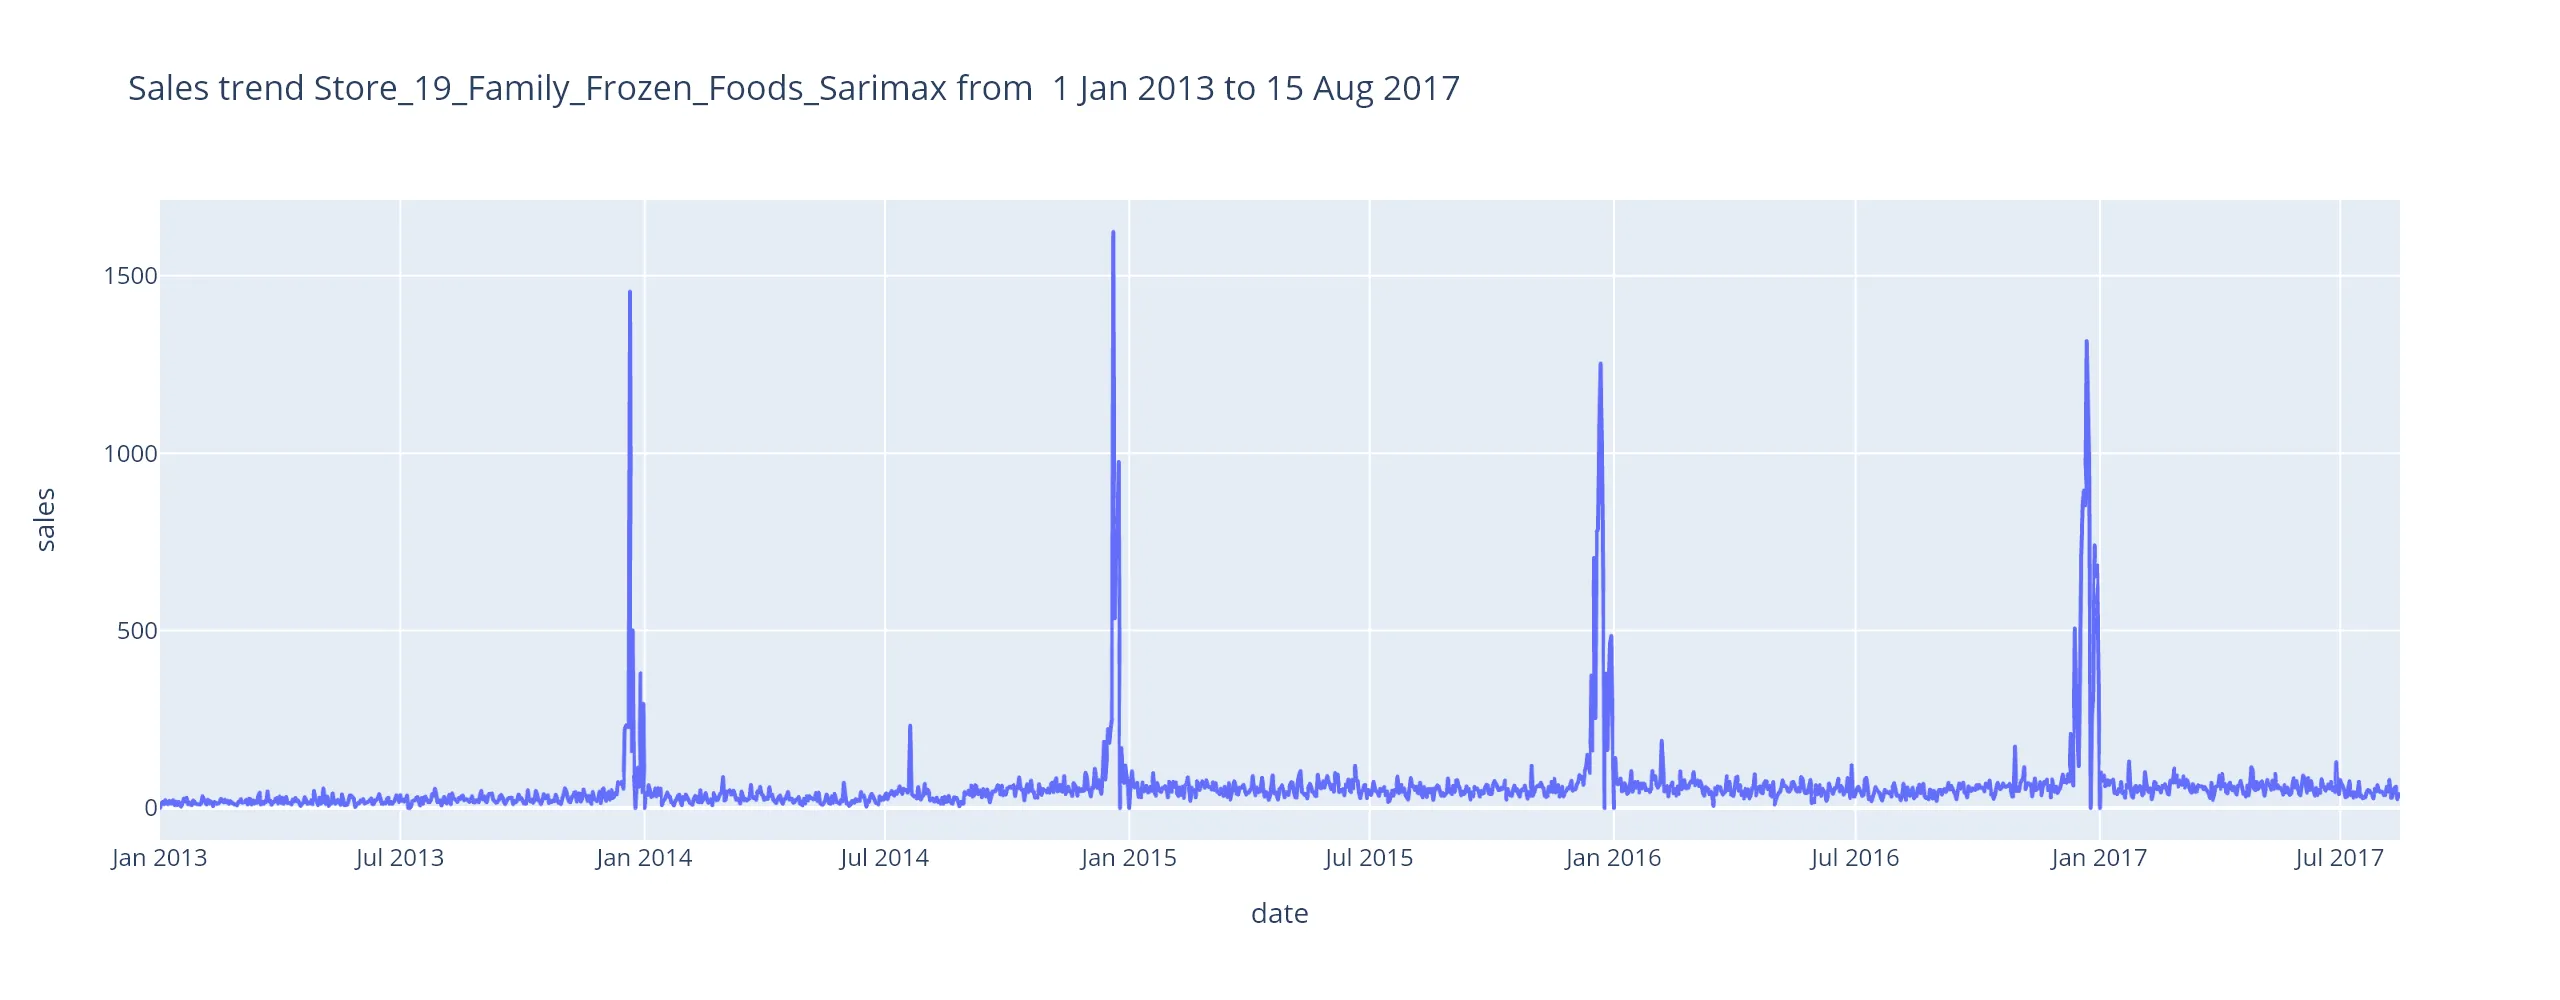 Sales trend Store_19_Family_Frozen_Foods_Sarimax from  1 Jan 2013 to 15 Aug 2017
1500
1000
500
0
sales
Jan 2013 Jul 2013 Jan 2014 Jul 2014 Jan 2015 Jul 2015 Jan 2016 Jul 2016 Jan 2017 Jul 2017
date